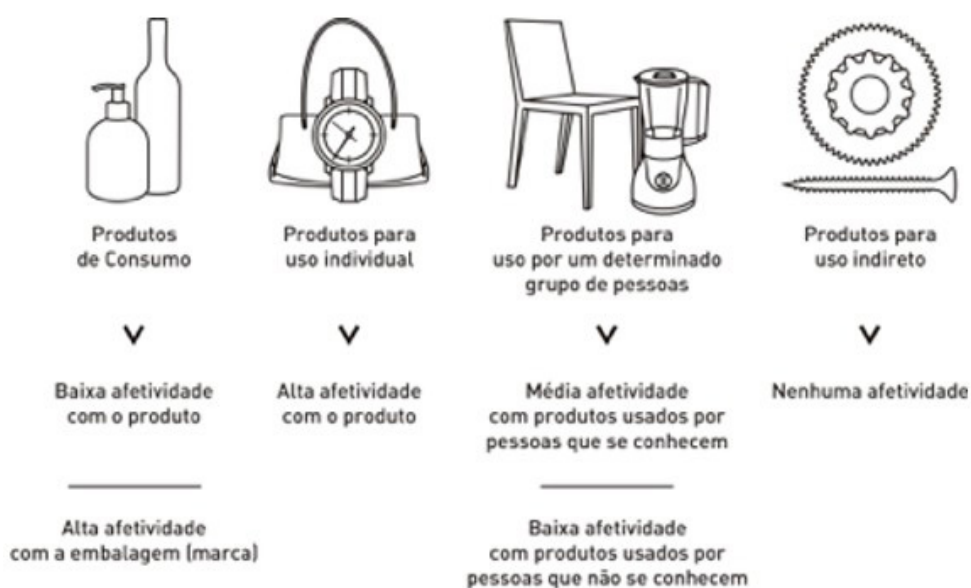 Produtos
de Consumo
Produtos para
uso individual
Produtos para
uso por um determinado
grupo de pessoas
Produtos para
uso indireto
Baixa afetividade
com o produto
Alta afetividade
com o produto
Média afetividade
com produtos usados por
pessoas que se conhecem
Nenhuma afetividade
Alta afetividade
com a embalagem (marca)
Baixa afetividade
com produtos usados por
pessoas que não se conhecem